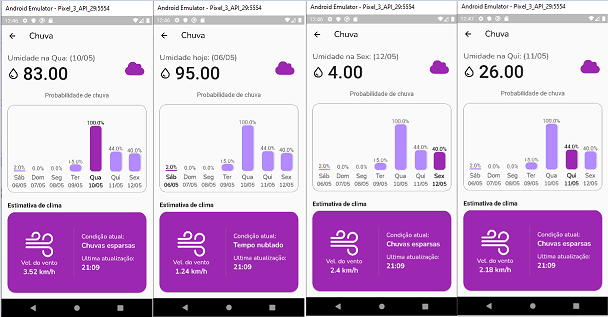 Android Emulator - Pixel_3_API_29:5554
12:46
Chuva
Umidade na Qua: (10/05)
83.00
Probabilidade de chuva
100.0%
44.0% 40.0%
15.0%
2.0% 0.0% 0.0%
Sáb Dom Seg Ter Qua Qui Sex
06/05 07/05 08/05 09/05 10/05 11/05 12/05
Estimativa de clima
Condição atual:
Chuvas esparsas
Vel. do vento
3.52 km/h
Ultima atualização:
21:09
Android Emulator - Pixel_3_API_29:5554
12:46
Chuva
Umidade hoje: (06/05)
95.00
Probabilidade de chuva
100.0%
44.0% 40.0%
15.0%
2.0% 0.0% 0.0%
Sáb Dom Seg Ter Qua Qui Sex
06/05 07/05 08/05 09/05 10/05 11/05 12/05
Estimativa de clima
Condição atual:
Tempo nublado
Vel. do vento
1.24 km/h
Ultima atualização:
21:09
Android Emulator - Pixel_3_API_29:5554
12:46
Chuva
Umidade na Sex: (12/05)
4.00
Probabilidade de chuva
100.0%
44.0% 40.0%
15.0%
2.0% 0.0% 0.0%
Sáb Dom Seg Ter Qua Qui Sex
06/05 07/05 08/05 09/05 10/05 11/05 12/05
Estimativa de clima
Condição atual:
Chuvas esparsas
Vel. do vento
2.4 km/h
Ultima atualização:
21:09
Android Emulator - Pixel_3_API_29:5554
12:47
Chuva
Umidade na Qui: (11/05)
26.00
Probabilidade de chuva
100.0%
44.0% 40.0%
15.0%
2.0% 0.0% 0.0%
Sáb Dom Seg Ter Qua Qui Sex
06/05 07/05 08/05 09/05 10/05 11/05 12/05
Estimativa de clima
Condição atual:
Chuvas esparsas
Vel. do vento
2.18 km/h
Ultima atualização:
21:09